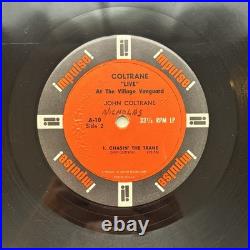 impulse!
COLTRANE
"LIVE"
At The Village Vanguard
JOHN COLTRANE
NICHOLAS
A-10
Side 2
33⅓ RPM LP
1. CHASIN' THE TRANE
impulse!
impulse!
impulse!